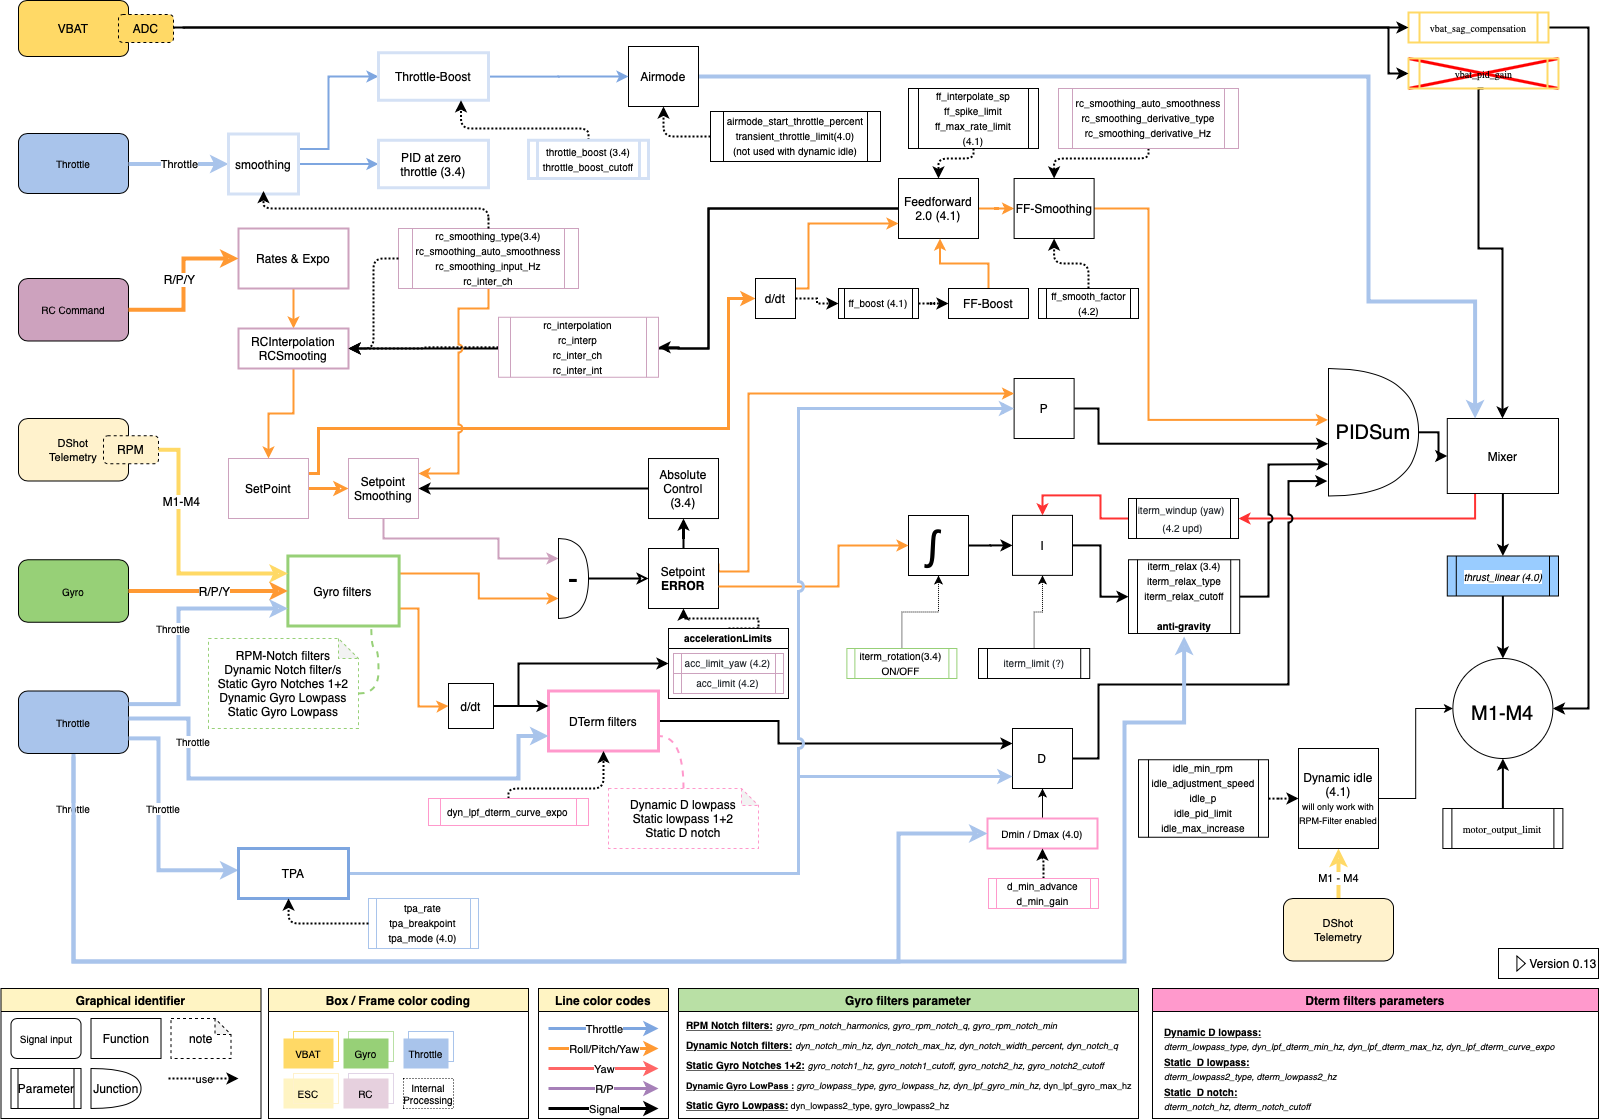 VBAT
ADC
vbat_sag_compensation
vbat_pid_gain
Throttle-Boost
Airmode
Throttle
Throttle
smoothing
PID at zero
throttle (3.4)
throttle_boost (3.4)
throttle_boost_cutoff
airmode_start_throttle_percent
transient_throttle_limit(4.0)
(not used with dynamic idle)
ff_interpolate_sp
ff_spike_limit
ff_max_rate_limit
(4.1)
rc_smoothing_auto_smoothness
rc_smoothing_derivative_type
rc_smoothing_derivative_Hz
Feedforward
2.0 (4.1)
FF-Smoothing
RC Command
R/P/Y
Rates & Expo
rc_smoothing_type(3.4)
rc_smoothing_auto_smoothness
rc_smoothing_input_Hz
rc_inter_ch
d/dt
ff_boost (4.1)
FF-Boost
ff_smooth_factor
(4.2)
RCInterpolation
RCSmooting
rc_interpolation
rc_interp
rc_inter_ch
rc_inter_int
DShot
Telemetry
RPM
M1-M4
SetPoint
Setpoint
Smoothing
Absolute
Control
(3.4)
P
PIDSum
Mixer
iterm_windup (yaw)
(4.2 upd)
Gyro
R/P/Y
Throttle
Gyro filters
-
Setpoint
ERROR
∫
I
iterm_relax (3.4)
iterm_relax_type
iterm_relax_cutoff
anti-gravity
thrust_linear (4.0)
RPM-Notch filters
Dynamic Notch filter/s
Static Gyro Notches 1+2
Dynamic Gyro Lowpass
Static Gyro Lowpass
accelerationLimits
acc_limit_yaw (4.2)
acc_limit (4.2)
iterm_rotation(3.4)
ON/OFF
iterm_limit (?)
Throttle
Throttle
Throttle
Throttle
d/dt
DTerm filters
D
M1-M4
dyn_lpf_dterm_curve_expo
Dynamic D lowpass
Static lowpass 1+2
Static D notch
Dmin / Dmax (4.0)
d_min_advance
d_min_gain
idle_min_rpm
idle_adjustment_speed
idle_p
idle_pid_limit
idle_max_increase
Dynamic idle
(4.1)
will only work with
RPM-Filter enabled
motor_output_limit
M1 - M4
DShot
Telemetry
TPA
tpa_rate
tpa_breakpoint
tpa_mode (4.0)
Version 0.13
Graphical identifier
Signal input
Function
note
Parameter
Junction
use
Box / Frame color coding
VBAT
Gyro
Throttle
ESC
RC
Internal
Processing
Line color codes
Throttle
Roll/Pitch/Yaw
Yaw
R/P
Signal
Gyro filters parameter
RPM Notch filters: gyro_rpm_notch_harmonics, gyro_rpm_notch_q, gyro_rpm_notch_min
Dynamic Notch filters: dyn_notch_min_hz, dyn_notch_max_hz, dyn_notch_width_percent, dyn_notch_q
Static Gyro Notches 1+2: gyro_notch1_hz, gyro_notch1_cutoff, gyro_notch2_hz, gyro_notch2_cutoff
Dynamic Gyro LowPass : gyro_lowpass_type, gyro_lowpass_hz, dyn_lpf_gyro_min_hz, dyn_lpf_gyro_max_hz
Static Gyro Lowpass: dyn_lowpass2_type, gyro_lowpass2_hz
Dterm filters parameters
Dynamic D lowpass:
dterm_lowpass_type, dyn_lpf_dterm_min_hz, dyn_lpf_dterm_max_hz, dyn_lpf_dterm_curve_expo
Static D lowpass:
dterm_lowpass2_type, dterm_lowpass2_hz
Static D notch:
dterm_notch_hz, dterm_notch_cutoff